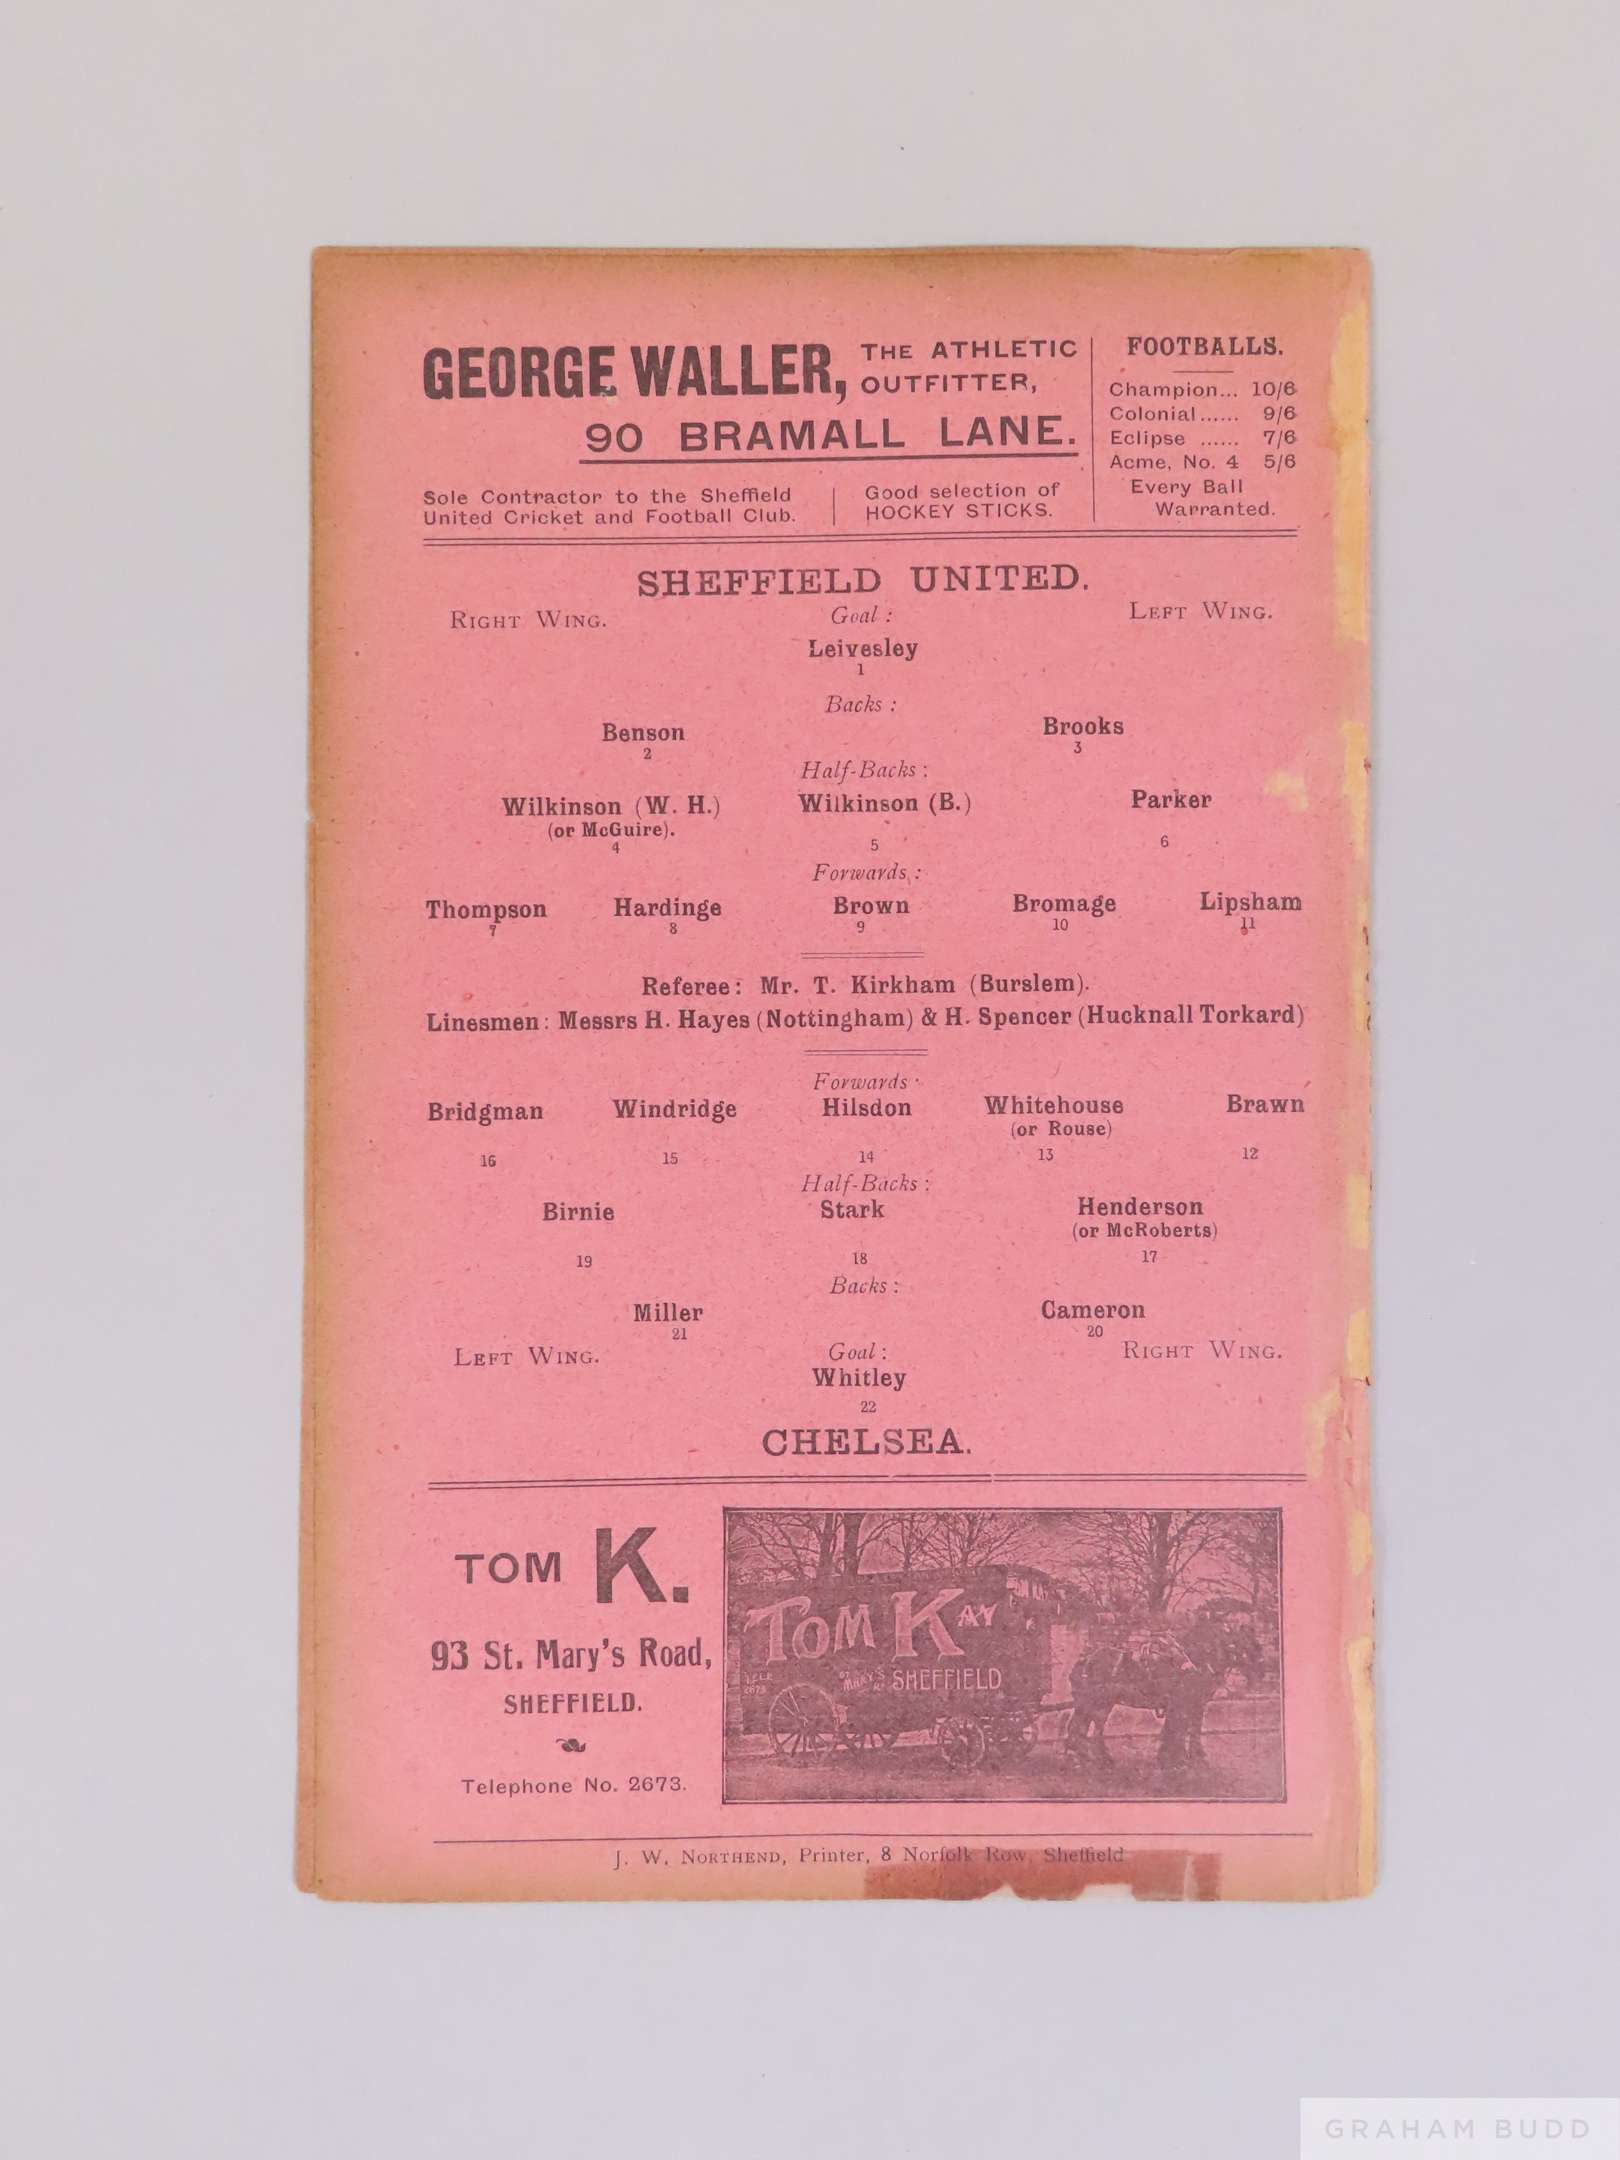 GEORGE WALLER, THE ATHLETIC OUTFITTER,
90 BRAMALL LANE.
Sole Contractor to the Sheffield
United Cricket and Football Club.
Good selection of
HOCKEY STICKS.
FOOTBALLS.
Champion... 10/6
Colonial...... 9/6
Eclipse ...... 7/6
Acme, No. 4 5/6
Every Ball
Warranted.
SHEFFIELD UNITED.
RIGHT WING. Goal : LEFT WING.
Leivesley
1
Backs :
Benson Brooks
2 3
Half-Backs :
Wilkinson (W. H.) Wilkinson (B.) Parker
(or McGuire).
4 5 6
Forwards :
Thompson Hardinge Brown Bromage Lipsham
7 8 9 10 11
Referee: Mr. T. Kirkham (Burslem).
Linesmen: Messrs H. Hayes (Nottingham) & H. Spencer (Hucknall Torkard)
Forwards :
Bridgman Windridge Hilsdon Whitehouse Brawn
(or Rouse)
16 15 14 13 12
Half-Backs :
Birnie Stark Henderson
(or McRoberts)
19 18 17
Backs :
Miller Cameron
21 20
LEFT WING. Goal : RIGHT WING.
Whitley
22
CHELSEA.
TOM K.
93 St. Mary's Road,
SHEFFIELD.
Telephone No. 2673.
TOM KAY
TELE
2673
MARY'S
SHEFFIELD
J. W. NORTHEND, Printer, 8 Norfolk Row, Sheffield
GRAHAM BUDD